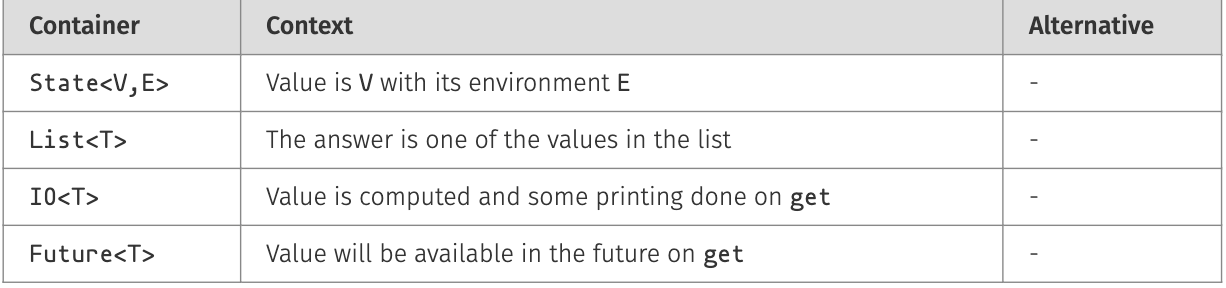 Container Context Alternative
State<V,E> Value is V with its environment E -
List<T> The answer is one of the values in the list -
IO<T> Value is computed and some printing done on get -
Future<T> Value will be available in the future on get -